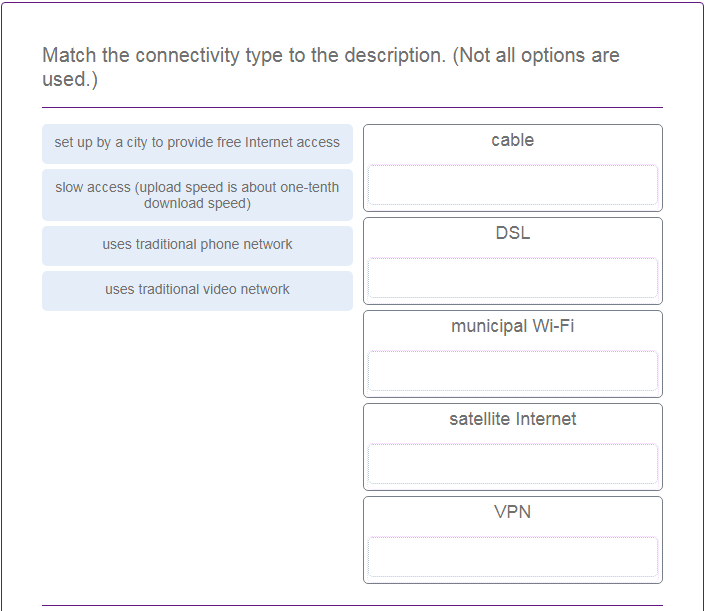 Match the connectivity type to the description. (Not all options are
used.)
set up by a city to provide free Internet access
slow access (upload speed is about one-tenth
download speed)
uses traditional phone network
uses traditional video network
cable
DSL
municipal Wi-Fi
satellite Internet
VPN